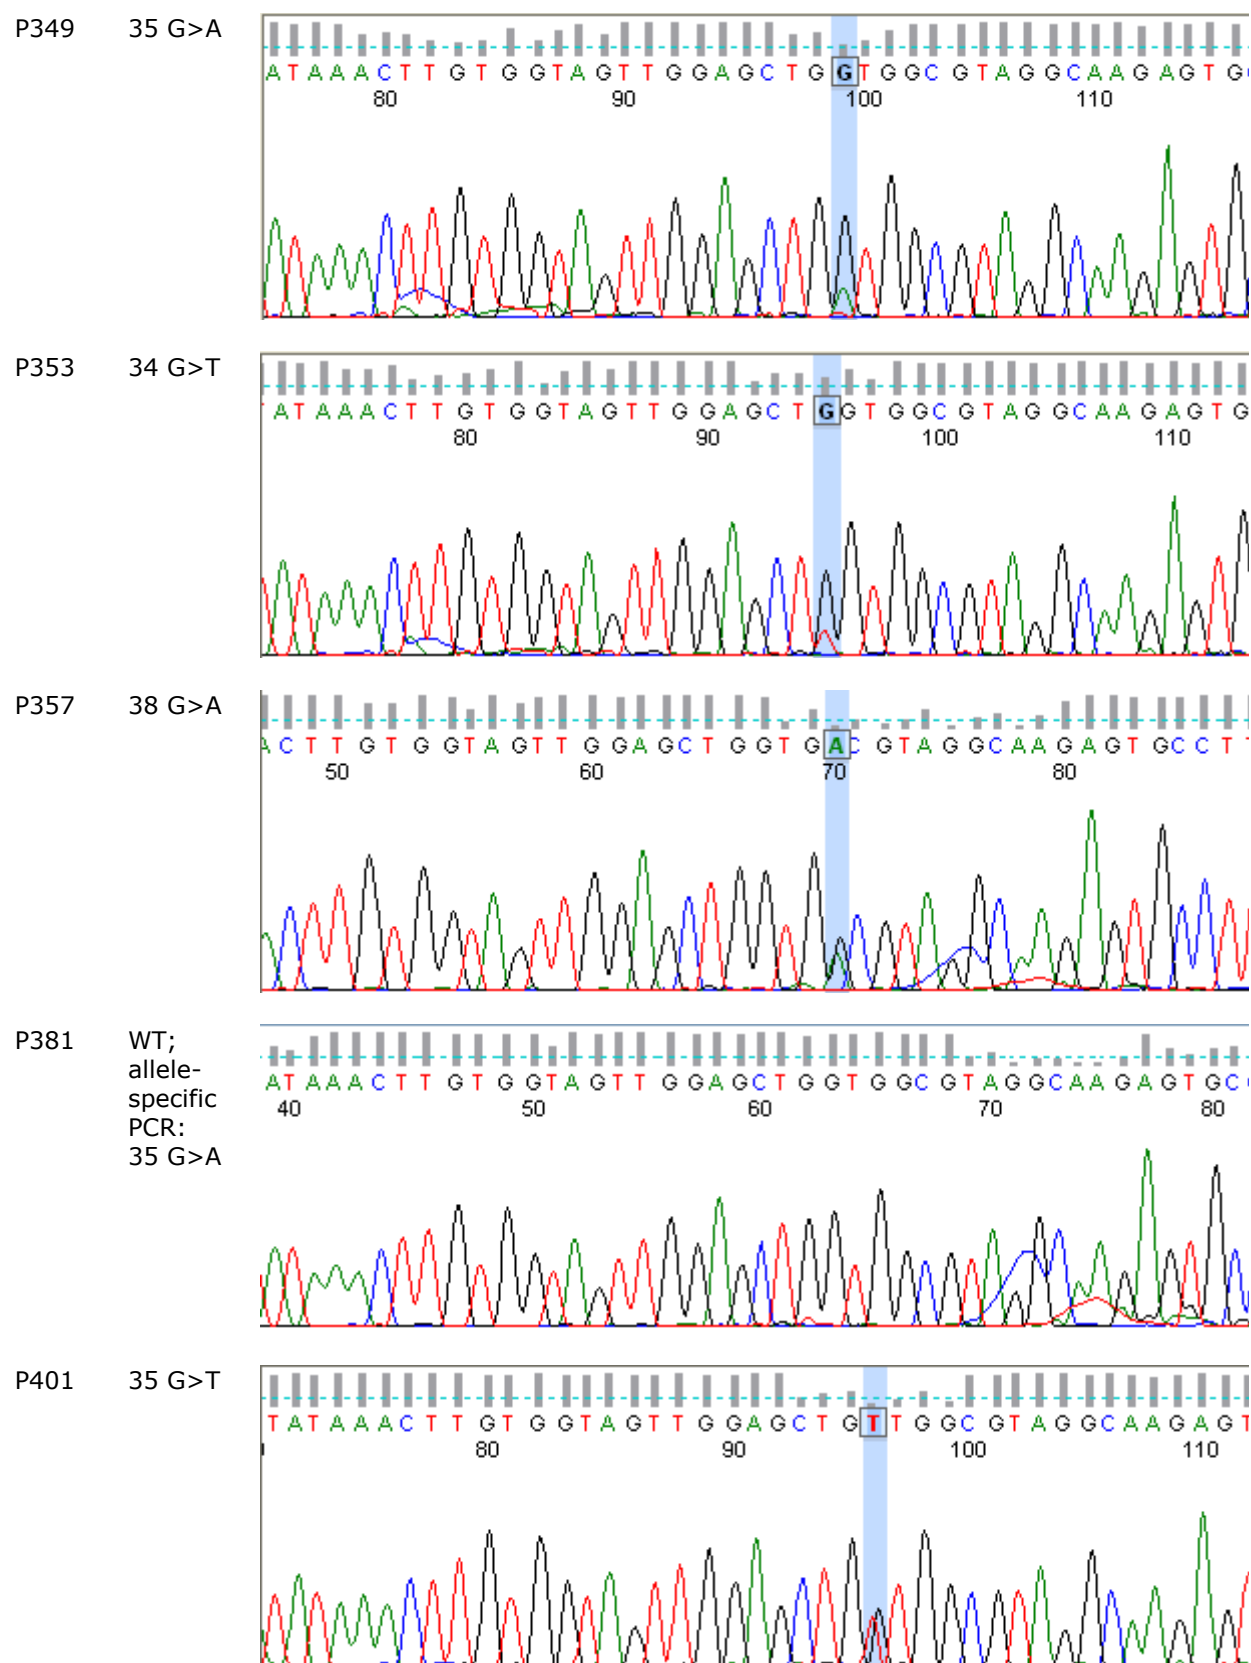 P349 35 G>A
ATAAACTTGTGGTAGTTGGAGCTGGTGGCGTAGGCAAGAGTG
80 90 100 110
P353 34 G>T
ATAAACTTGTGGTAGTTGGAGCTGGTGGCGTAGGCAAGAGTG
80 90 100 110
P357 38 G>A
ACTTGTGGTAGTTGGAGCTGGTGACGTAGGCAAGAGTGCCTT
50 60 70 80
P381 WT;
allele-
specific
PCR:
35 G>A
ATAAACTTGTGGTAGTTGGAGCTGGTGGCGTAGGCAAGAGTGC
40 50 60 70 80
P401 35 G>T
TATAAACTTGTGGTAGTTGGAGCTGTTGGCGTAGGCAAGAGT
80 90 100 110